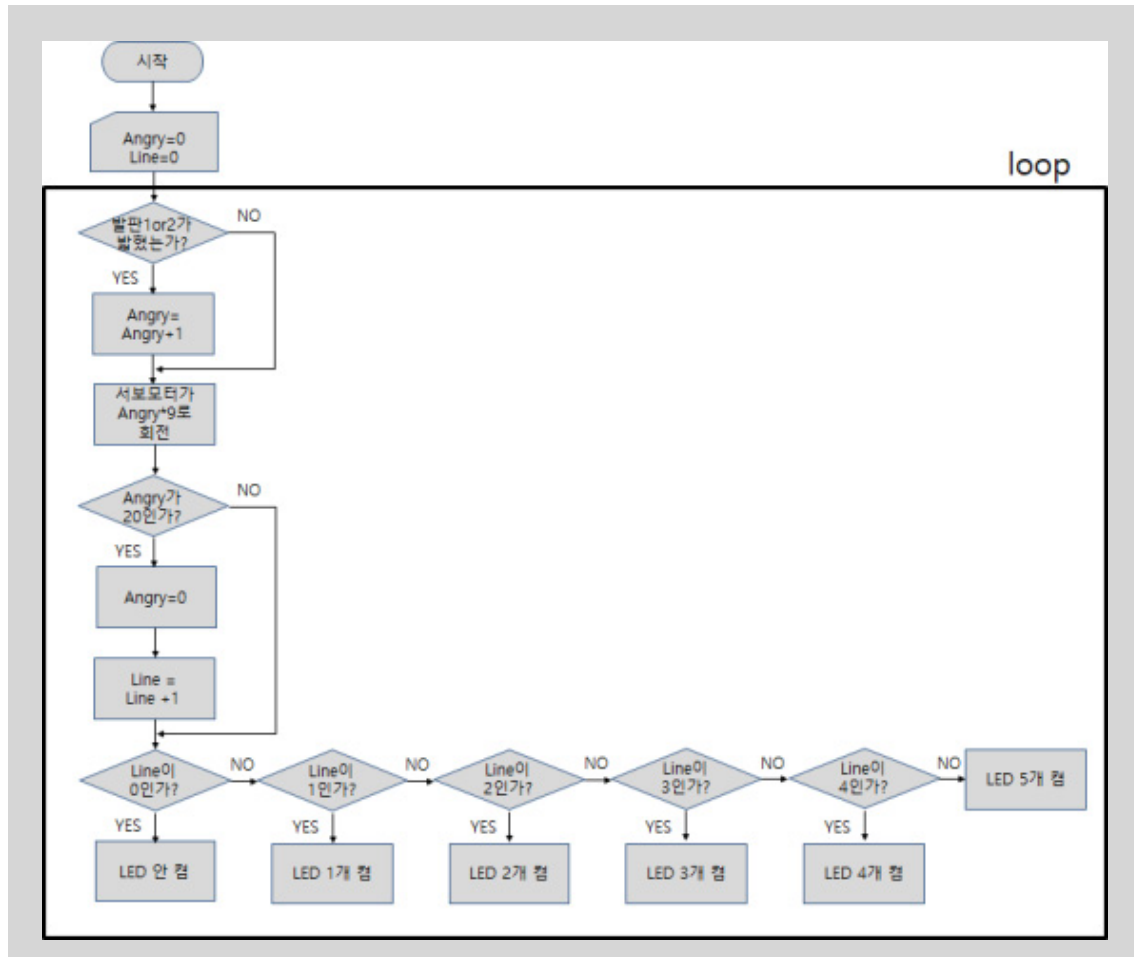 시작
Angry=0
Line=0
loop
발판1or2가
발혔는가?
NO
YES
Angry=
Angry+1
서보모터가
Angry*9로
회전
Angry가
20인가?
NO
YES
Angry=0
Line =
Line +1
Line이
0인가?
NO
Line이
1인가?
NO
Line이
2인가?
NO
Line이
3인가?
NO
Line이
4인가?
NO
LED 5개 켬
YES
YES
YES
YES
YES
LED 안 켬
LED 1개 켬
LED 2개 켬
LED 3개 켬
LED 4개 켬